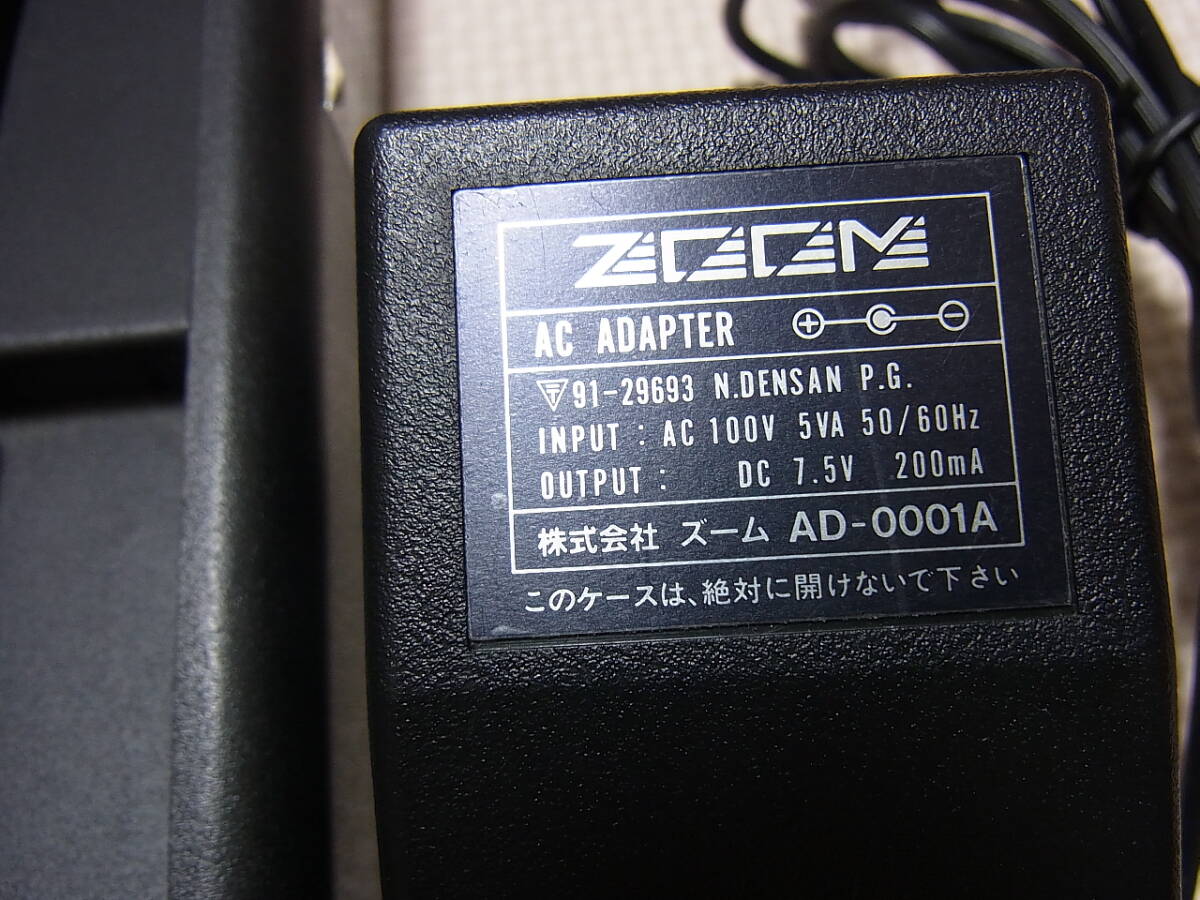 ZOOM
AC ADAPTER
91-29693 N.DENSAN P.G.
INPUT : AC 100V 5VA 50/60Hz
OUTPUT : DC 7.5V 200mA
株式会社 ズーム AD-0001A
このケースは、絶対に開けないで下さい